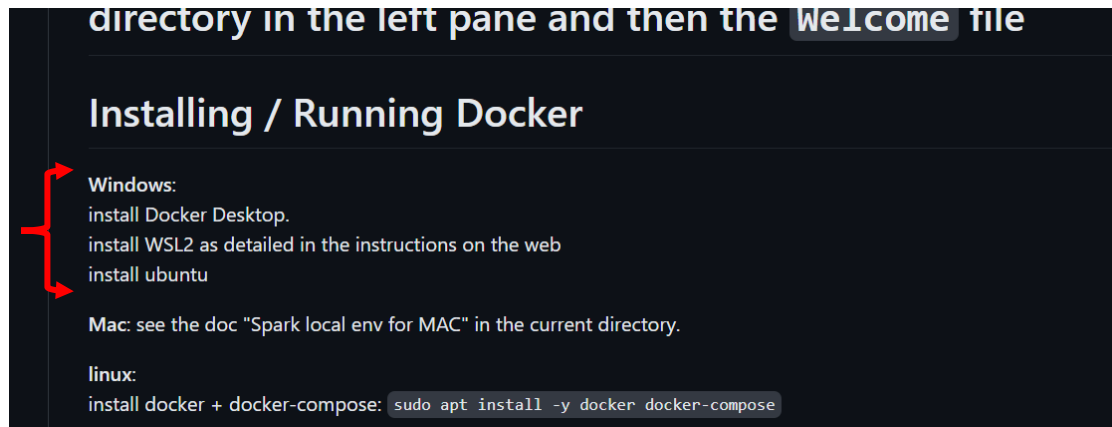 directory in the left pane and then the Welcome file
Installing / Running Docker
Windows:
install Docker Desktop.
install WSL2 as detailed in the instructions on the web
install ubuntu
Mac: see the doc "Spark local env for MAC" in the current directory.
linux:
install docker + docker-compose: sudo apt install -y docker docker-compose